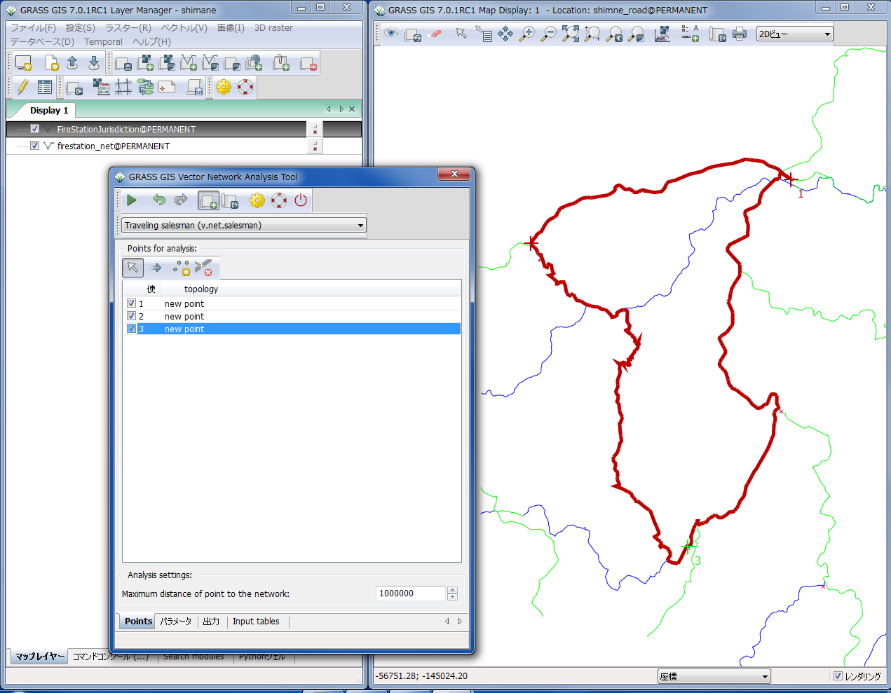 GRASS GIS 7.0.1RC1 Layer Manager - shimane
ファイル(F) 設定(S) ラスター(R) ベクトル(V) 画像(I) 3D raster
データベース(D) Temporal ヘルプ(H)
Display 1
FireStationJurisdiction@PERMANENT
firestation_net@PERMANENT
マップレイヤー コマンドコンソール (...) Search modules Pythonシェル
GRASS GIS Vector Network Analysis Tool
Traveling salesman (v.net.salesman)
Points for analysis:
使 topology
1 new point
2 new point
3 new point
Analysis settings:
Maximum distance of point to the network: 1000000
Points パラメータ 出力 Input tables
GRASS GIS 7.0.1RC1 Map Display: 1 - Location: shimne_road@PERMANENT
2Dビュー
1
3
-56751.28; -145024.20
座標
レンダリング